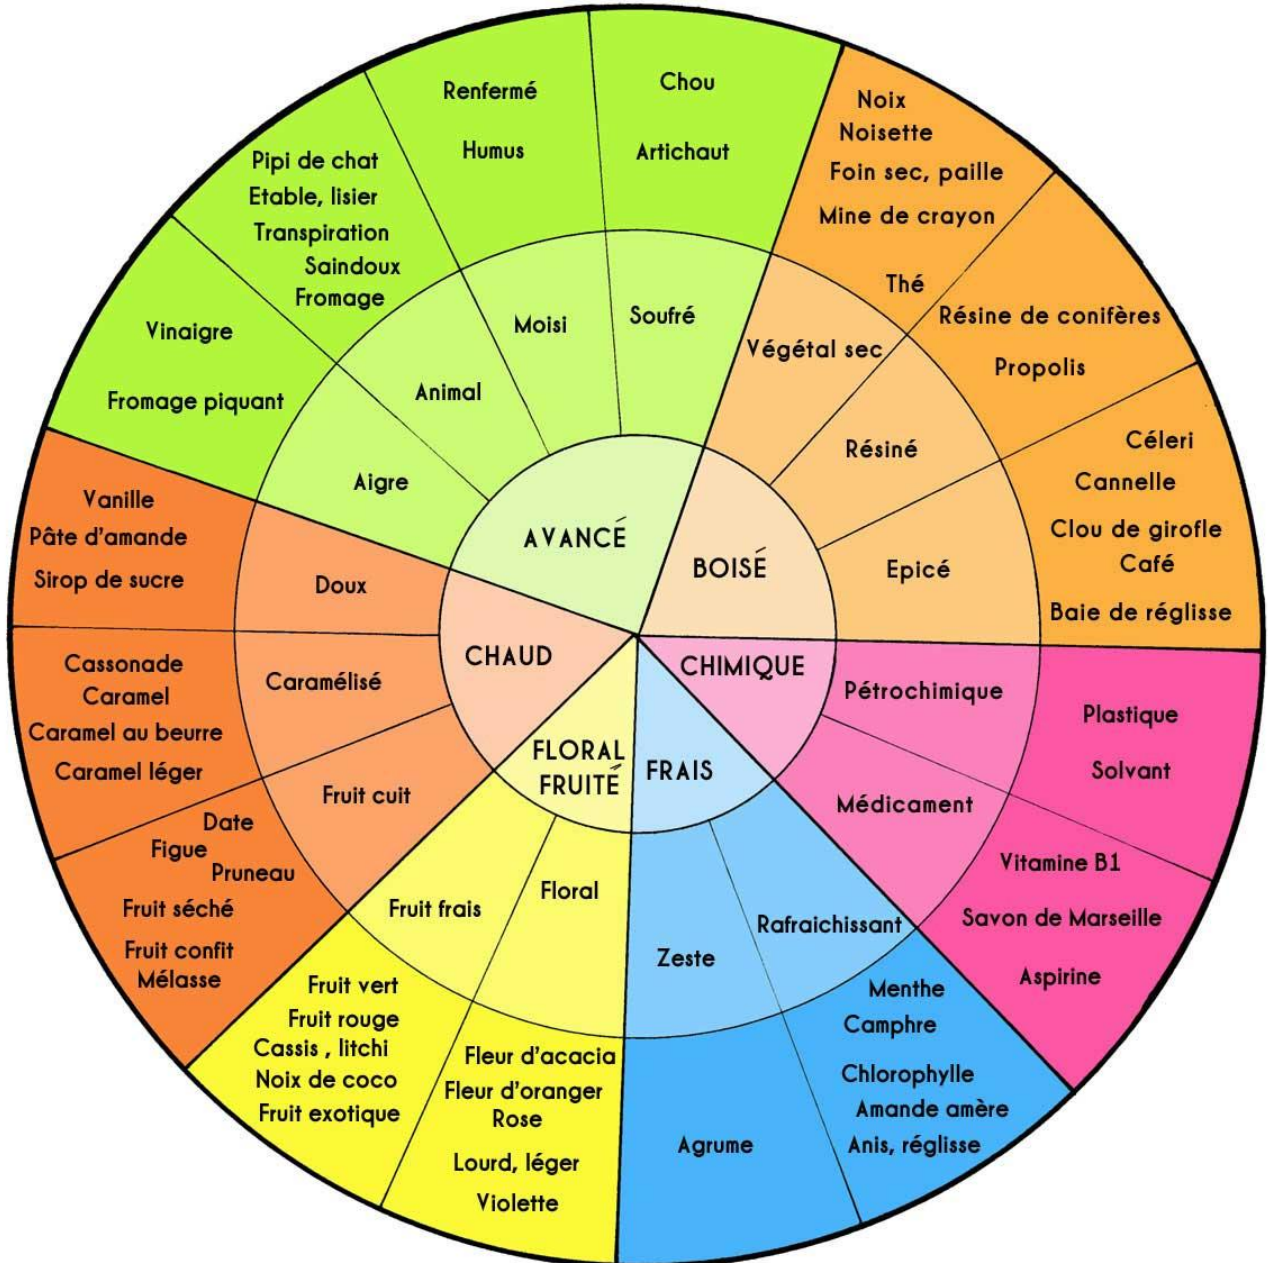 AVANCÉ
Soufré
Chou
Artichaut
Moisi
Renfermé
Humus
Animal
Pipi de chat
Etable, lisier
Transpiration
Saindoux
Fromage
Aigre
Vinaigre
Fromage piquant
BOISÉ
Végétal sec
Noix
Noisette
Foin sec, paille
Mine de crayon
Thé
Résiné
Résine de conifères
Propolis
Epicé
Céleri
Cannelle
Clou de girofle
Café
Baie de réglisse
CHIMIQUE
Pétrochimique
Plastique
Solvant
Médicament
Vitamine B1
Savon de Marseille
Aspirine
FRAIS
Rafraichissant
Menthe
Camphre
Chlorophylle
Amande amère
Anis, réglisse
Zeste
Agrume
FLORAL
FRUITÉ
Floral
Fleur d'acacia
Fleur d'oranger
Rose
Lourd, léger
Violette
Fruit frais
Fruit vert
Fruit rouge
Cassis , litchi
Noix de coco
Fruit exotique
CHAUD
Fruit cuit
Date
Figue
Pruneau
Fruit séché
Fruit confit
Mélasse
Caramélisé
Cassonade
Caramel
Caramel au beurre
Caramel léger
Doux
Vanille
Pâte d'amande
Sirop de sucre